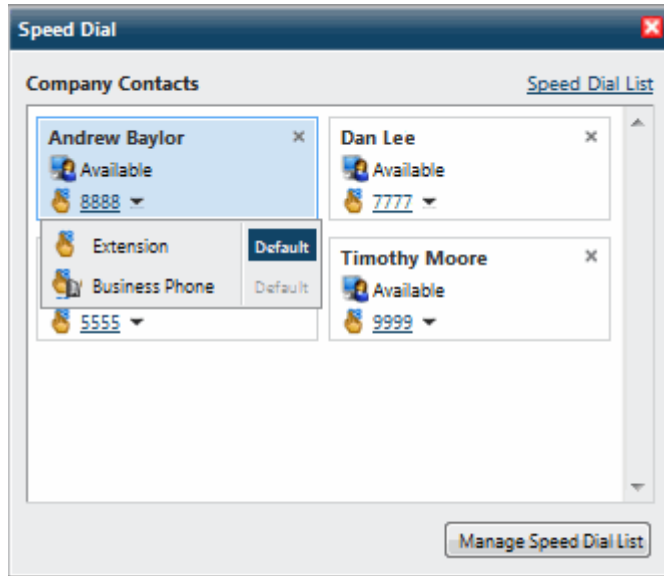 Speed Dial
Company Contacts
Speed Dial List
Andrew Baylor
Available
8888
Dan Lee
Available
7777
Extension Default
Business Phone Default
5555
Timothy Moore
Available
9999
Manage Speed Dial List